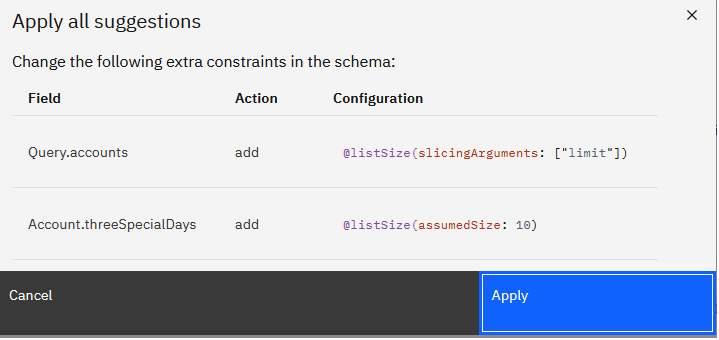 Apply all suggestions
Change the following extra constraints in the schema:
Field Action Configuration
Query.accounts add @listSize(slicingArguments: ["limit"])
Account.threeSpecialDays add @listSize(assumedSize: 10)
Cancel Apply